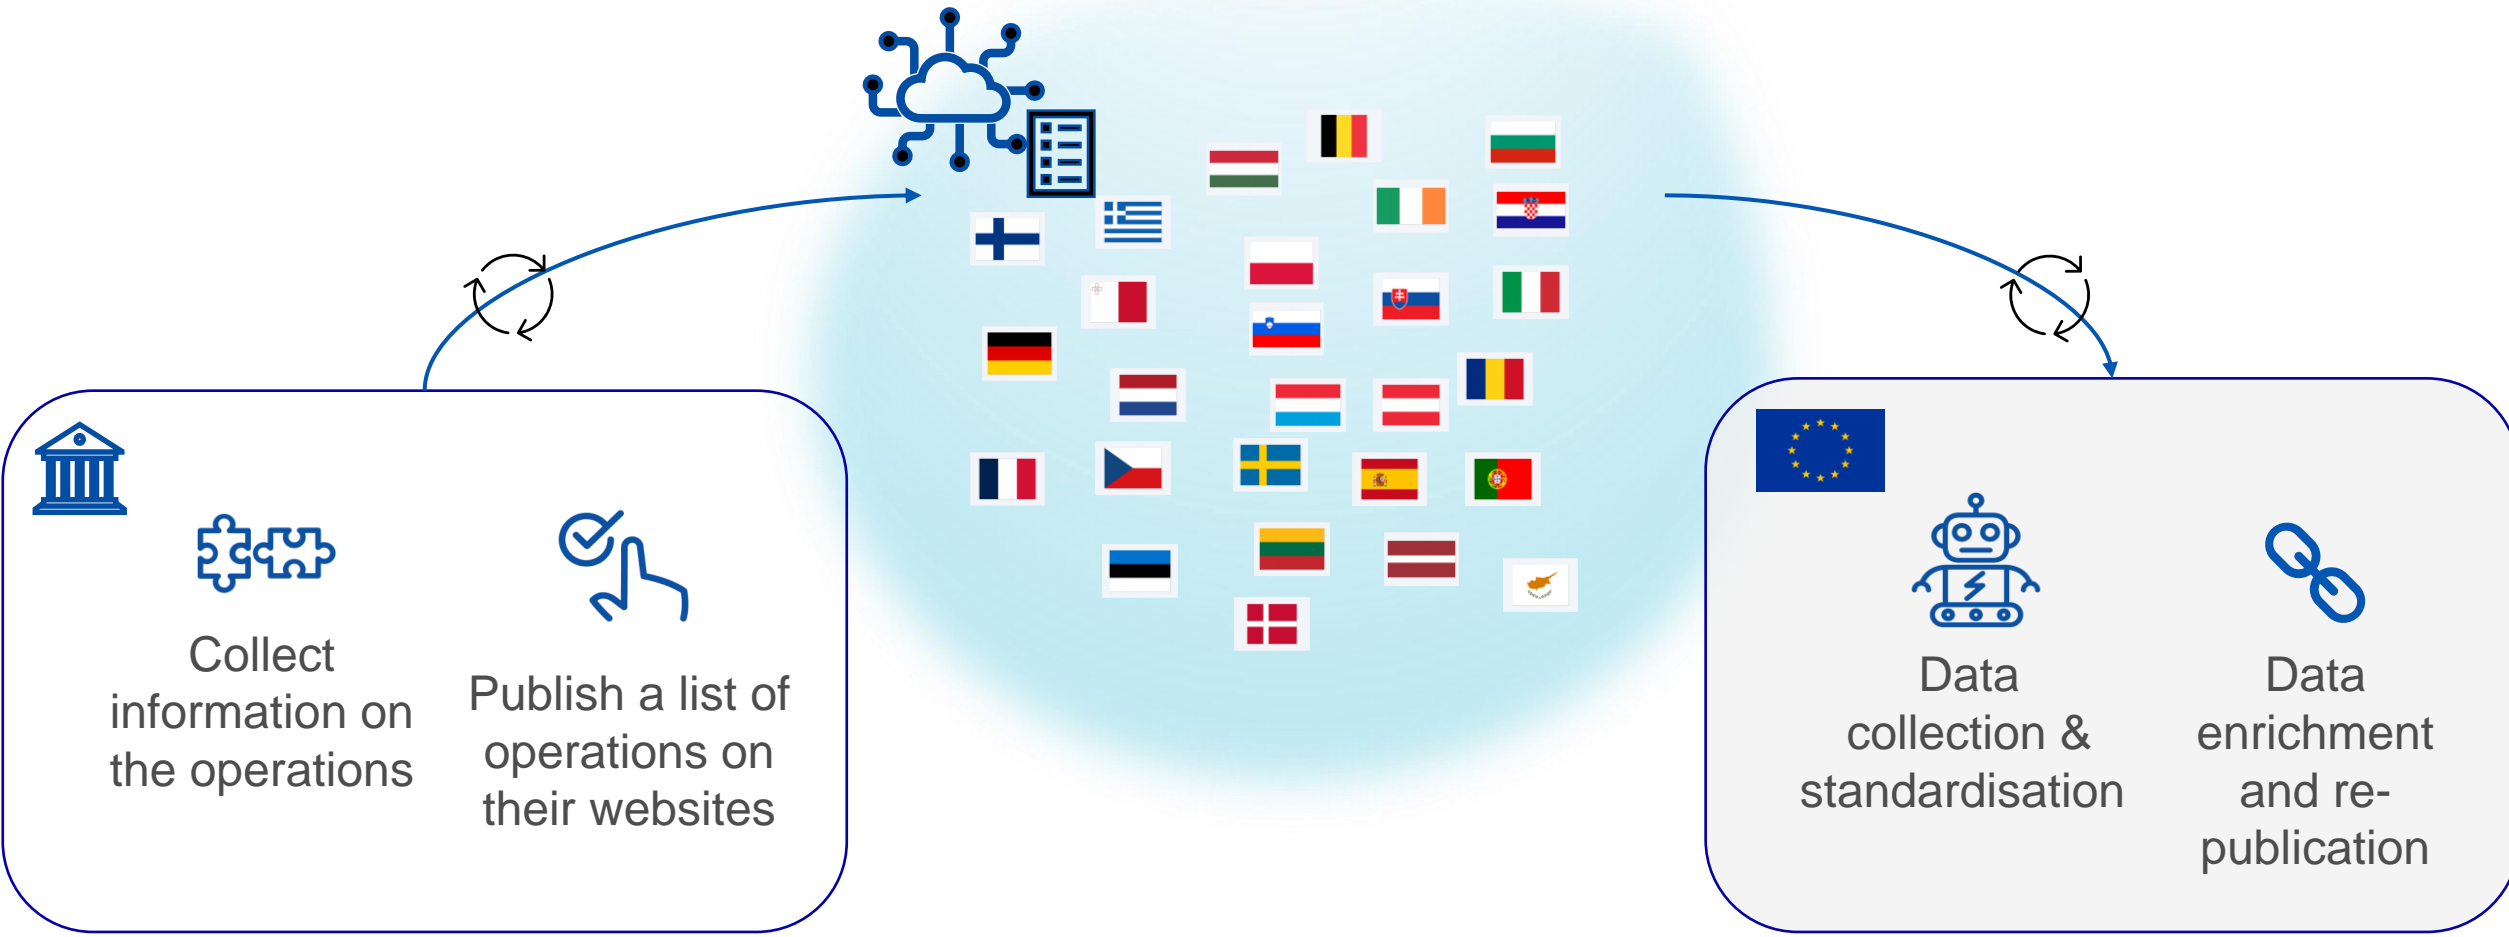 Collect
information on
the operations
Publish a list of
operations on
their websites
Data
collection &
standardisation
Data
enrichment
and re-
publication